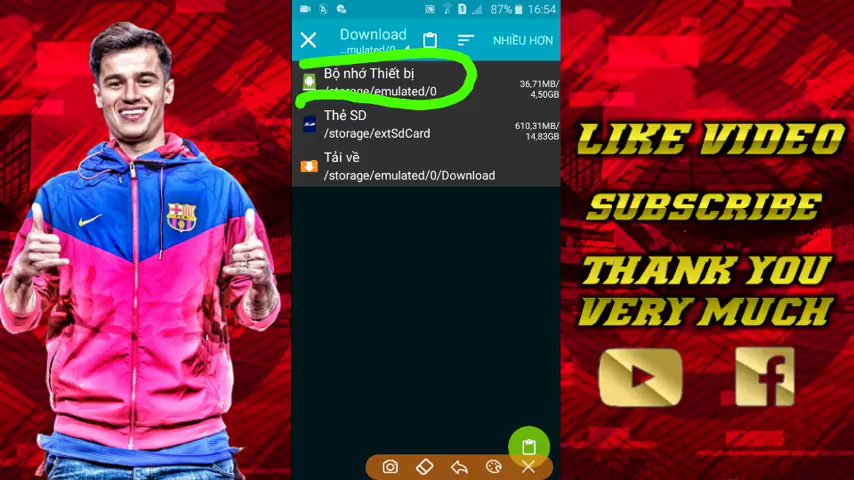 87% 16:54
Download
...mulated/0
NHIỀU HƠN
Bộ nhớ Thiết bị
/storage/emulated/0
36,71MB/
4,50GB
Thẻ SD
/storage/extSdCard
610,31MB/
14,83GB
Tải về
/storage/emulated/0/Download
LIKE VIDEO
SUBSCRIBE
THANK YOU
VERY MUCH